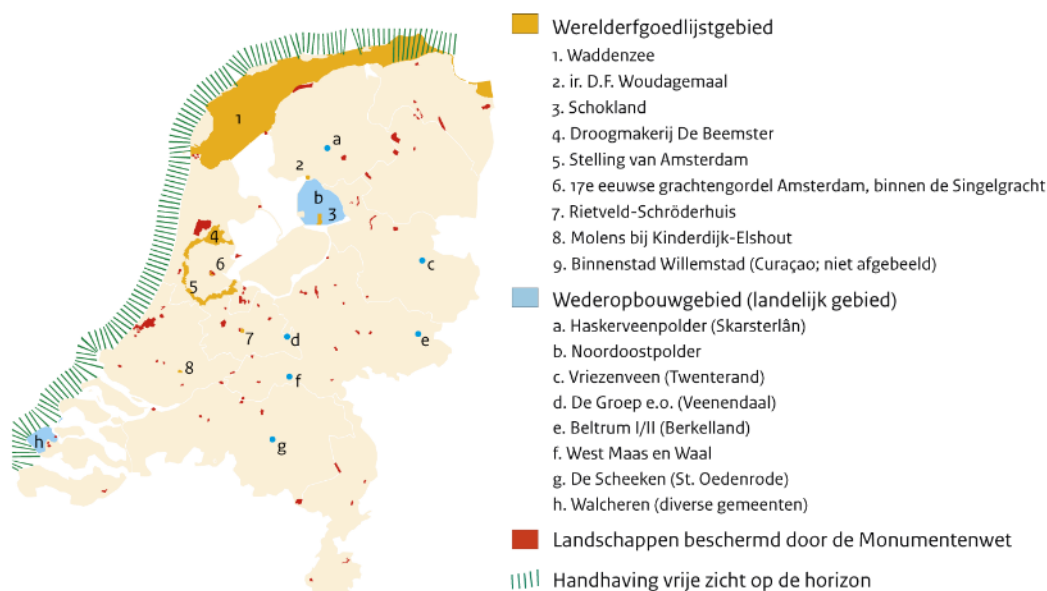 Werelderfgoedlijstgebied
1. Waddenzee
2. ir. D.F. Woudagemaal
3. Schokland
4. Droogmakerij De Beemster
5. Stelling van Amsterdam
6. 17e eeuwse grachtengordel Amsterdam, binnen de Singelgracht
7. Rietveld-Schröderhuis
8. Molens bij Kinderdijk-Elshout
9. Binnenstad Willemstad (Curaçao; niet afgebeeld)
Wederopbouwgebied (landelijk gebied)
a. Haskerveenpolder (Skarsterlân)
b. Noordoostpolder
c. Vriezenveen (Twenterand)
d. De Groep e.o. (Veenendaal)
e. Beltrum I/II (Berkelland)
f. West Maas en Waal
g. De Scheeken (St. Oedenrode)
h. Walcheren (diverse gemeenten)
Landschappen beschermd door de Monumentenwet
Handhaving vrije zicht op de horizon
1
a
2
b
3
4
6
c
5
7
d
e
8
f
h
g